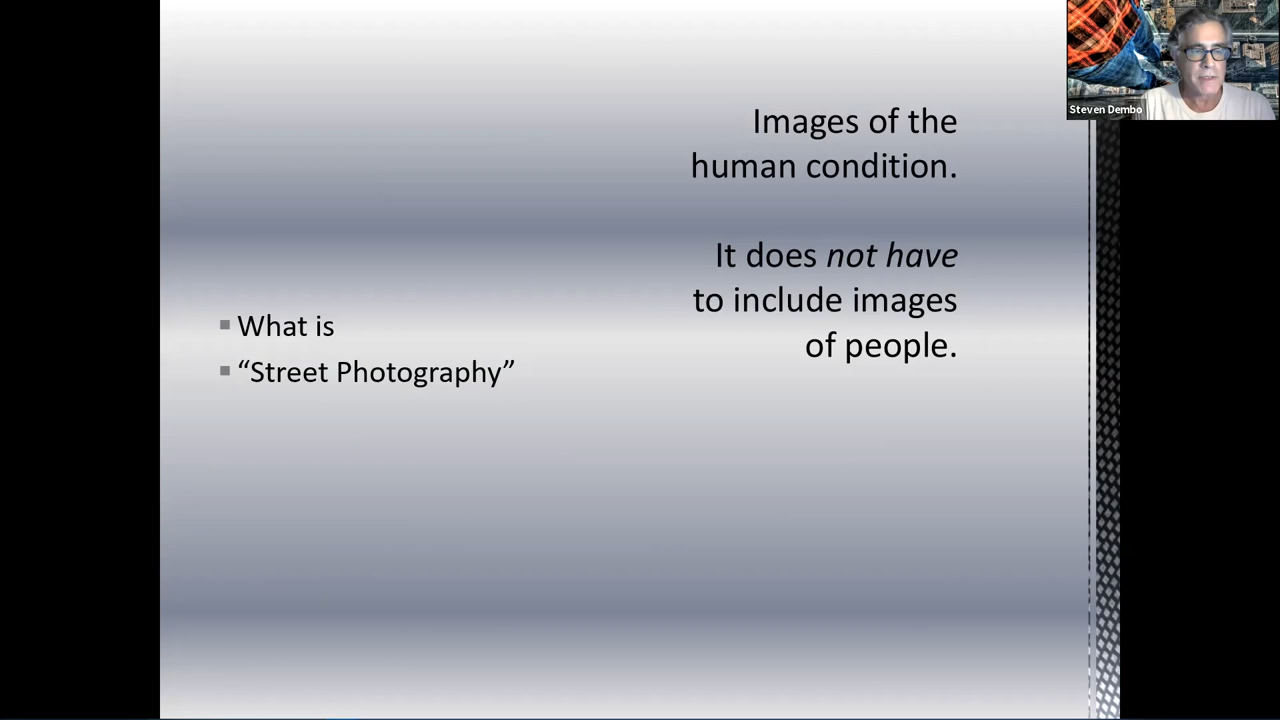 Images of the
human condition.
It does not have
to include images
of people.
What is
“Street Photography”
Steven Dembo